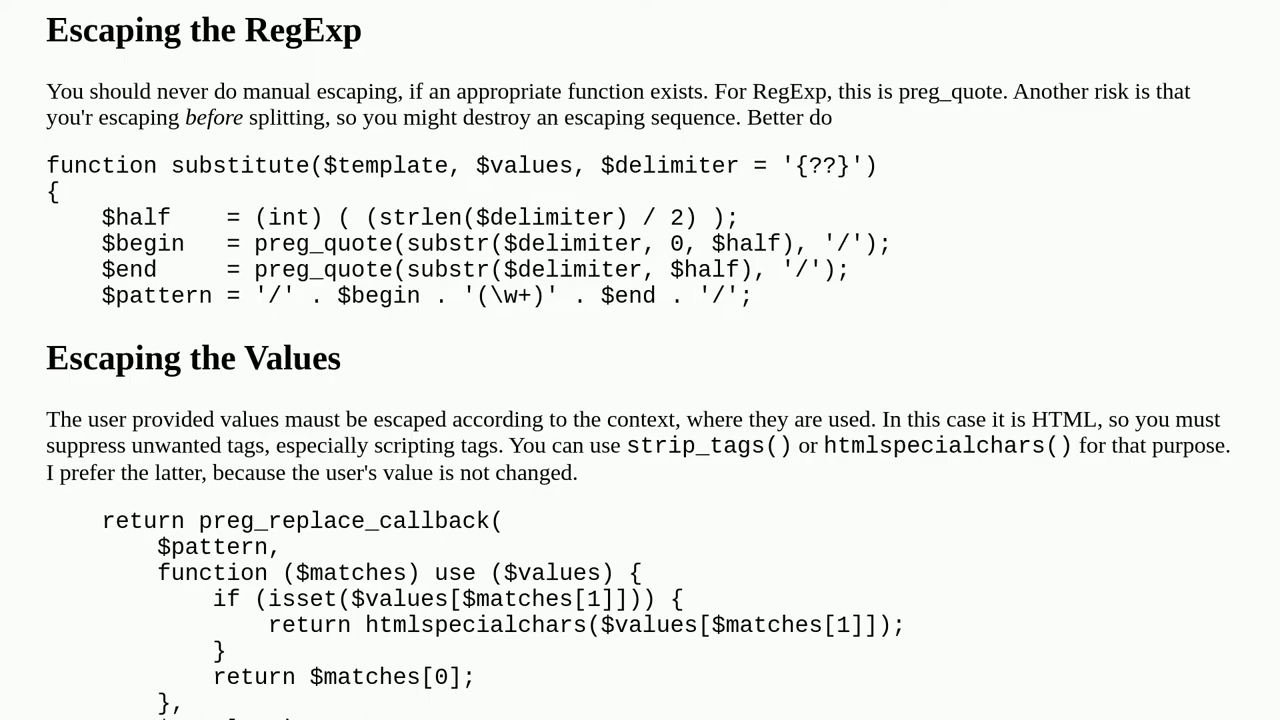 Escaping the RegExp
You should never do manual escaping, if an appropriate function exists. For RegExp, this is preg_quote. Another risk is that
you'r escaping before splitting, so you might destroy an escaping sequence. Better do
function substitute($template, $values, $delimiter = '{??}')
{
    $half    = (int) ( (strlen($delimiter) / 2) );
    $begin   = preg_quote(substr($delimiter, 0, $half), '/');
    $end     = preg_quote(substr($delimiter, $half), '/');
    $pattern = '/' . $begin . '(\w+)' . $end . '/';
Escaping the Values
The user provided values maust be escaped according to the context, where they are used. In this case it is HTML, so you must
suppress unwanted tags, especially scripting tags. You can use strip_tags() or htmlspecialchars() for that purpose.
I prefer the latter, because the user's value is not changed.
    return preg_replace_callback(
        $pattern,
        function ($matches) use ($values) {
            if (isset($values[$matches[1]])) {
                return htmlspecialchars($values[$matches[1]]);
            }
            return $matches[0];
        },